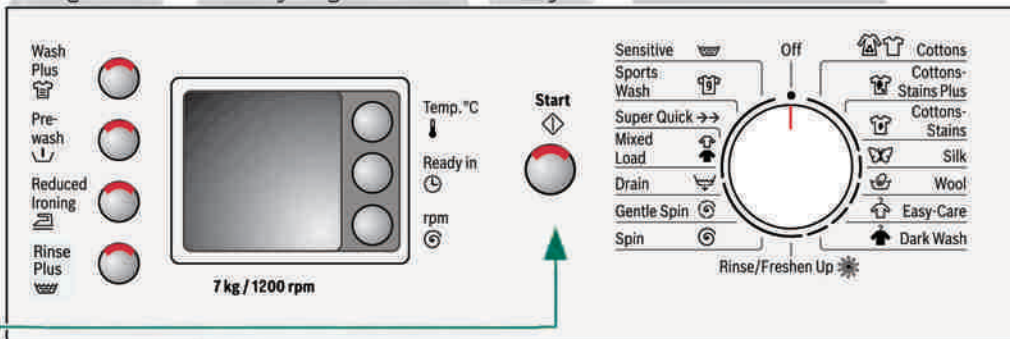 Wash
Plus
Pre-
wash
Reduced
Ironing
Rinse
Plus
Temp. °C
Ready in
rpm
7 kg / 1200 rpm
Start
Sensitive
Sports
Wash
Super Quick
Mixed
Load
Drain
Gentle Spin
Spin
Off
Cottons
Cottons-
Stains Plus
Cottons-
Stains
Silk
Wool
Easy-Care
Dark Wash
Rinse/Freshen Up